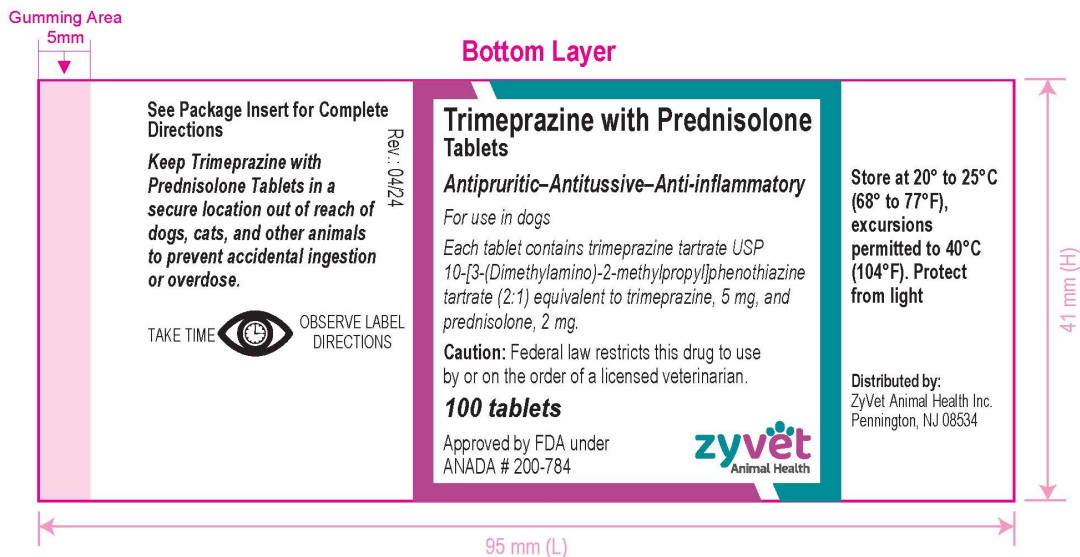 Gumming Area
5mm
Bottom Layer
See Package Insert for Complete
Directions
Keep Trimeprazine with
Prednisolone Tablets in a
secure location out of reach of
dogs, cats, and other animals
to prevent accidental ingestion
or overdose.
Rev.: 04/24
TAKE TIME
OBSERVE LABEL
DIRECTIONS
Trimeprazine with Prednisolone
Tablets
Antipruritic–Antitussive–Anti-inflammatory
For use in dogs
Each tablet contains trimeprazine tartrate USP
10-[3-(Dimethylamino)-2-methylpropyl]phenothiazine
tartrate (2:1) equivalent to trimeprazine, 5 mg, and
prednisolone, 2 mg.
Caution: Federal law restricts this drug to use
by or on the order of a licensed veterinarian.
100 tablets
Approved by FDA under
ANADA # 200-784
zyvet
Animal Health
Store at 20° to 25°C
(68° to 77°F),
excursions
permitted to 40°C
(104°F). Protect
from light
Distributed by:
ZyVet Animal Health Inc.
Pennington, NJ 08534
41 mm (H)
95 mm (L)